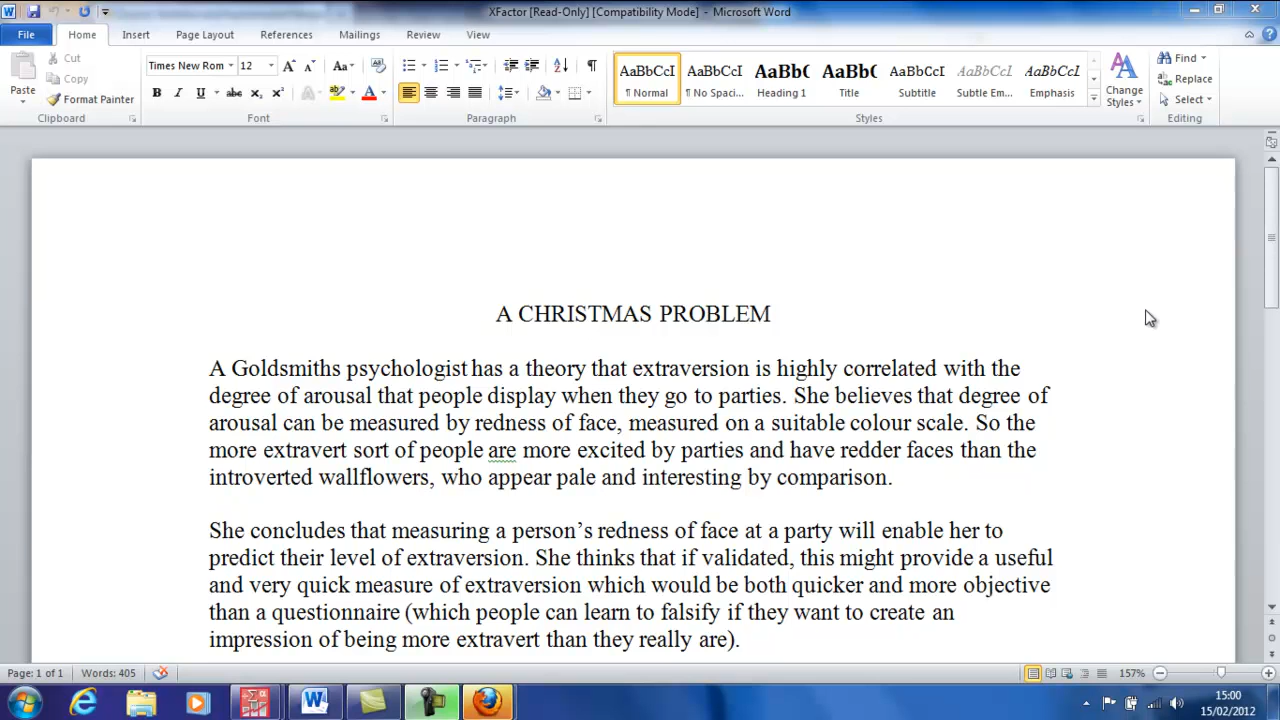 XFactor [Read-Only] [Compatibility Mode] - Microsoft Word
File Home Insert Page Layout References Mailings Review View
Cut
Copy
Format Painter
Paste
Clipboard
Times New Rom 12
Font
Paragraph
AaBbCcI AaBbCcI AaBbC AaBbC AaBbCcI AaBbCcI AaBbCcI
¶ Normal ¶ No Spaci... Heading 1 Title Subtitle Subtle Em... Emphasis
Styles
Change
Styles
Find
Replace
Select
Editing
A CHRISTMAS PROBLEM
A Goldsmiths psychologist has a theory that extraversion is highly correlated with the
degree of arousal that people display when they go to parties. She believes that degree of
arousal can be measured by redness of face, measured on a suitable colour scale. So the
more extravert sort of people are more excited by parties and have redder faces than the
introverted wallflowers, who appear pale and interesting by comparison.
She concludes that measuring a person’s redness of face at a party will enable her to
predict their level of extraversion. She thinks that if validated, this might provide a useful
and very quick measure of extraversion which would be both quicker and more objective
than a questionnaire (which people can learn to falsify if they want to create an
impression of being more extravert than they really are).
Page: 1 of 1 Words: 405
157%
15:00
15/02/2012